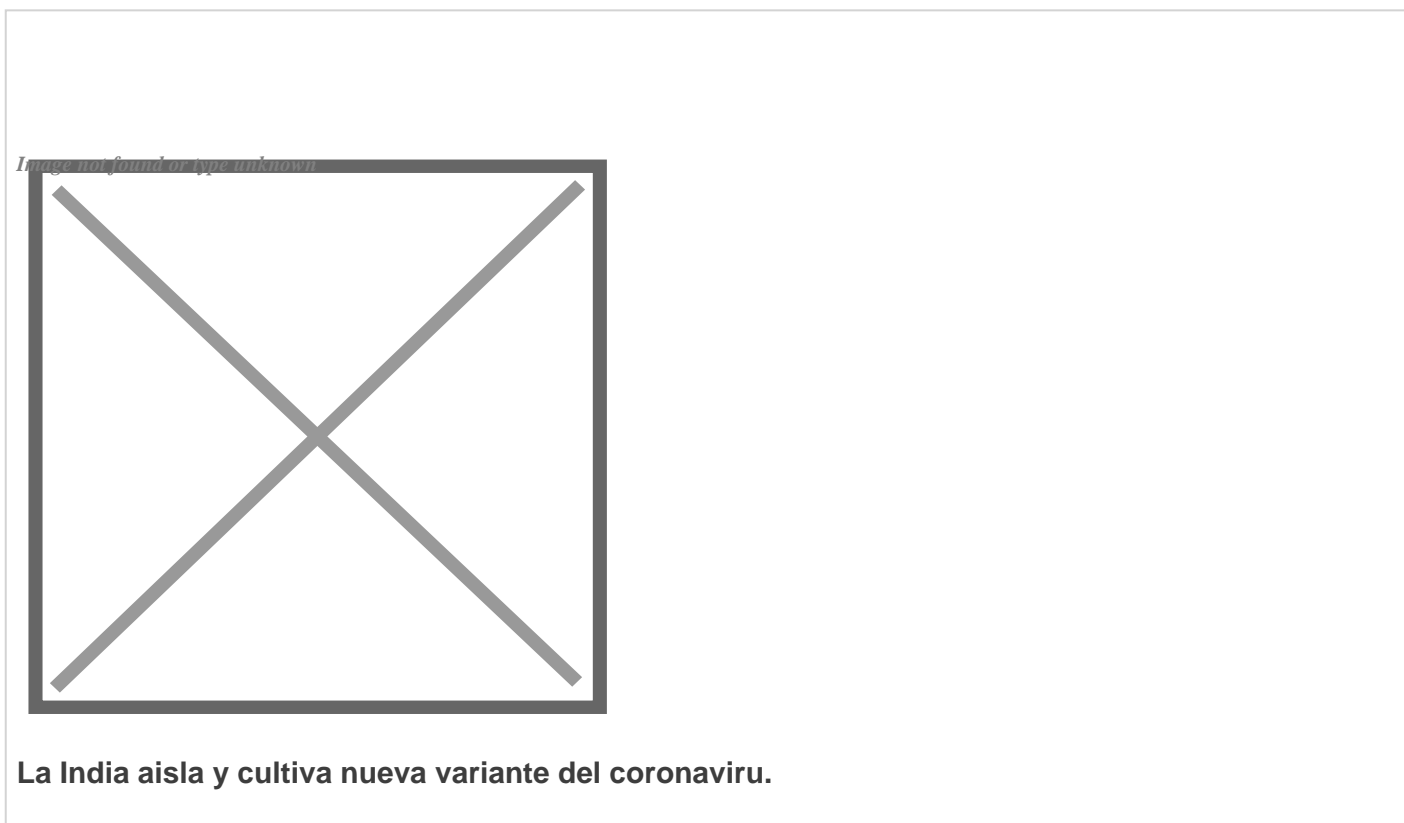 Image not found or type unknown
La India aisla y cultiva nueva variante del coronaviru.